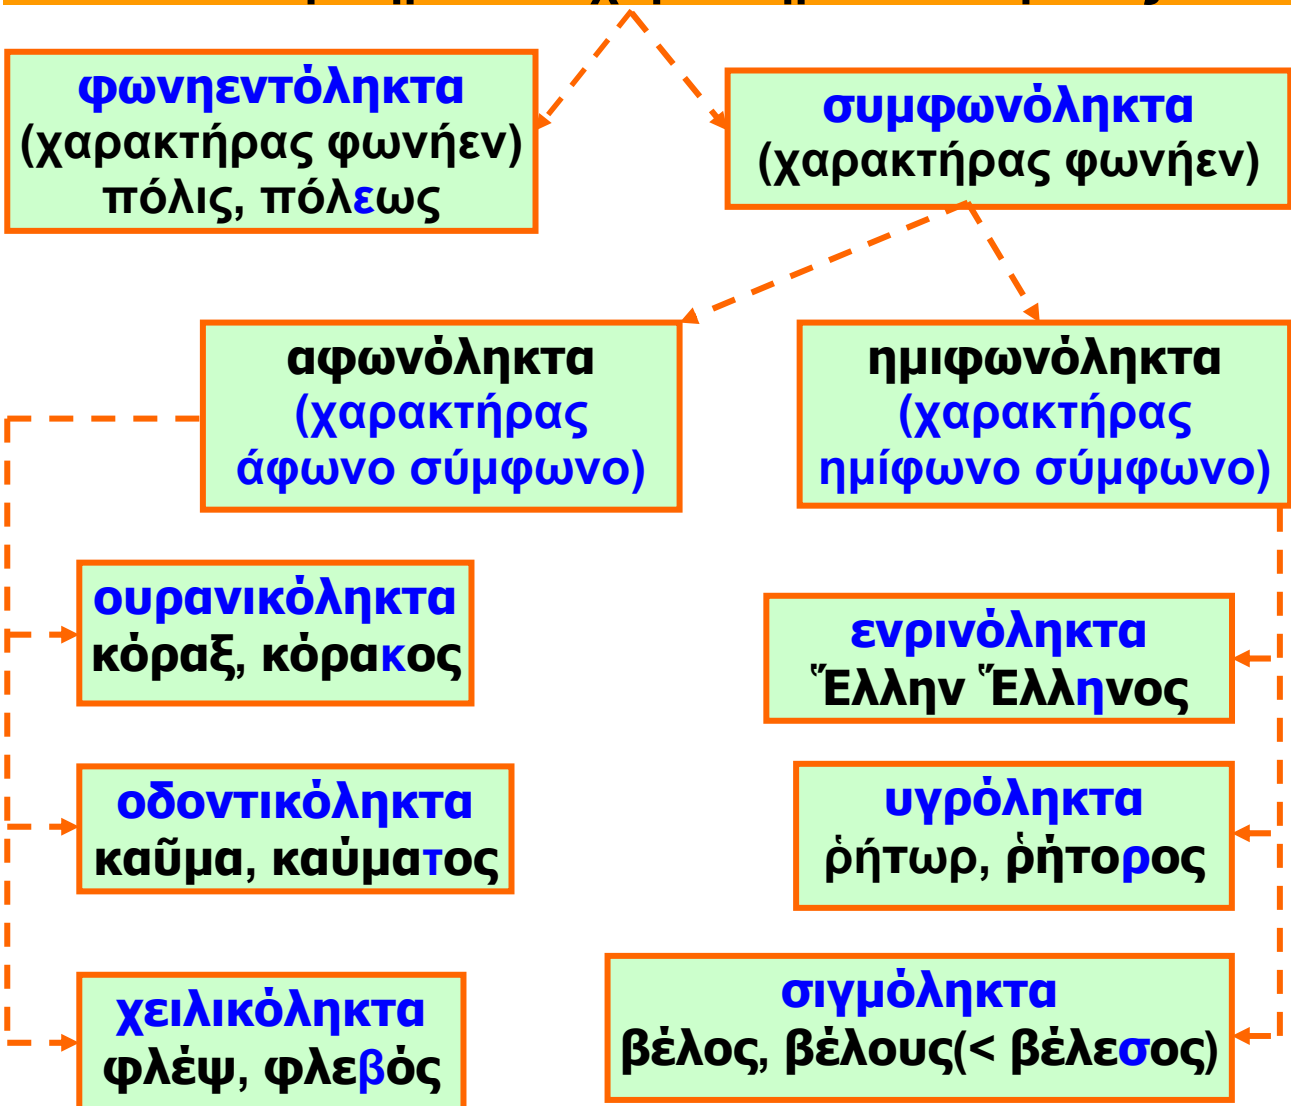 φωνηεντόληκτα
(χαρακτήρας φωνήεν)
πόλις, πόλεως
συμφωνόληκτα
(χαρακτήρας φωνήεν)
αφωνόληκτα
(χαρακτήρας
άφωνο σύμφωνο)
ημιφωνόληκτα
(χαρακτήρας
ημίφωνο σύμφωνο)
ουρανικόληκτα
κόραξ, κόρακος
οδοντικόληκτα
καῦμα, καύματος
χειλικόληκτα
φλέψ, φλεβός
ενρινόληκτα
Ἕλλην Ἕλληνος
υγρόληκτα
ῥήτωρ, ῥήτορος
σιγμόληκτα
βέλος, βέλους(< βέλεσος)